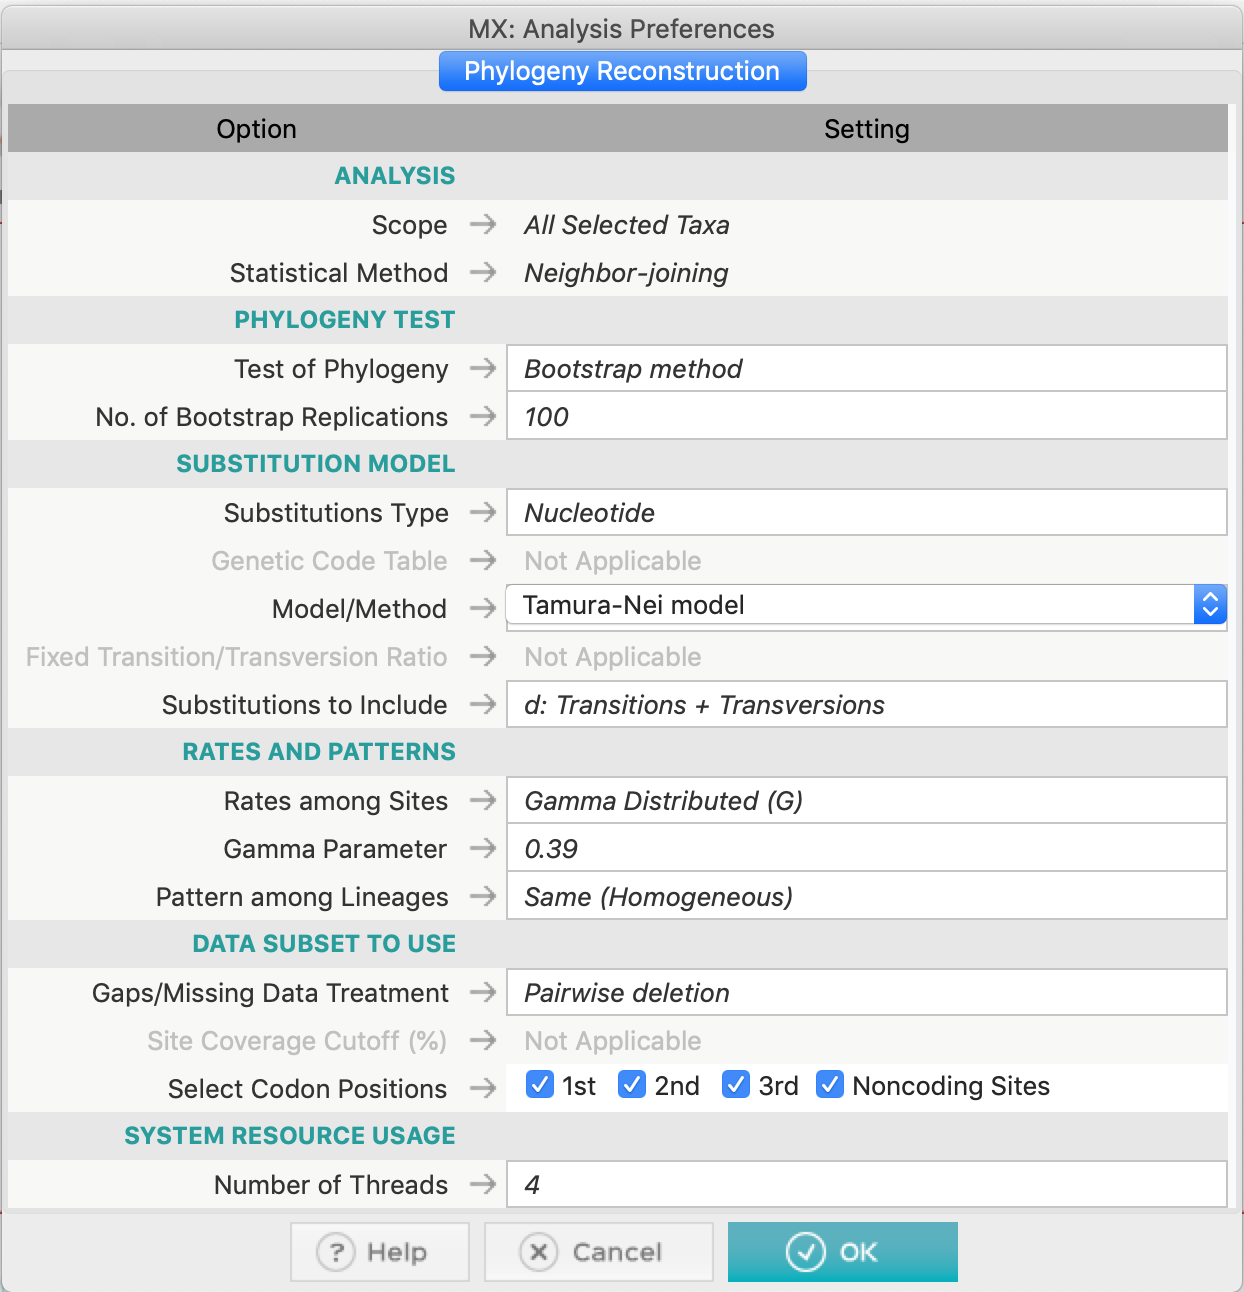 MX: Analysis Preferences
Phylogeny Reconstruction
Option Setting
ANALYSIS
Scope → All Selected Taxa
Statistical Method → Neighbor-joining
PHYLOGENY TEST
Test of Phylogeny → Bootstrap method
No. of Bootstrap Replications → 100
SUBSTITUTION MODEL
Substitutions Type → Nucleotide
Genetic Code Table → Not Applicable
Model/Method → Tamura-Nei model
Fixed Transition/Transversion Ratio → Not Applicable
Substitutions to Include → d: Transitions + Transversions
RATES AND PATTERNS
Rates among Sites → Gamma Distributed (G)
Gamma Parameter → 0.39
Pattern among Lineages → Same (Homogeneous)
DATA SUBSET TO USE
Gaps/Missing Data Treatment → Pairwise deletion
Site Coverage Cutoff (%) → Not Applicable
Select Codon Positions → 1st 2nd 3rd Noncoding Sites
SYSTEM RESOURCE USAGE
Number of Threads → 4
? Help Cancel OK